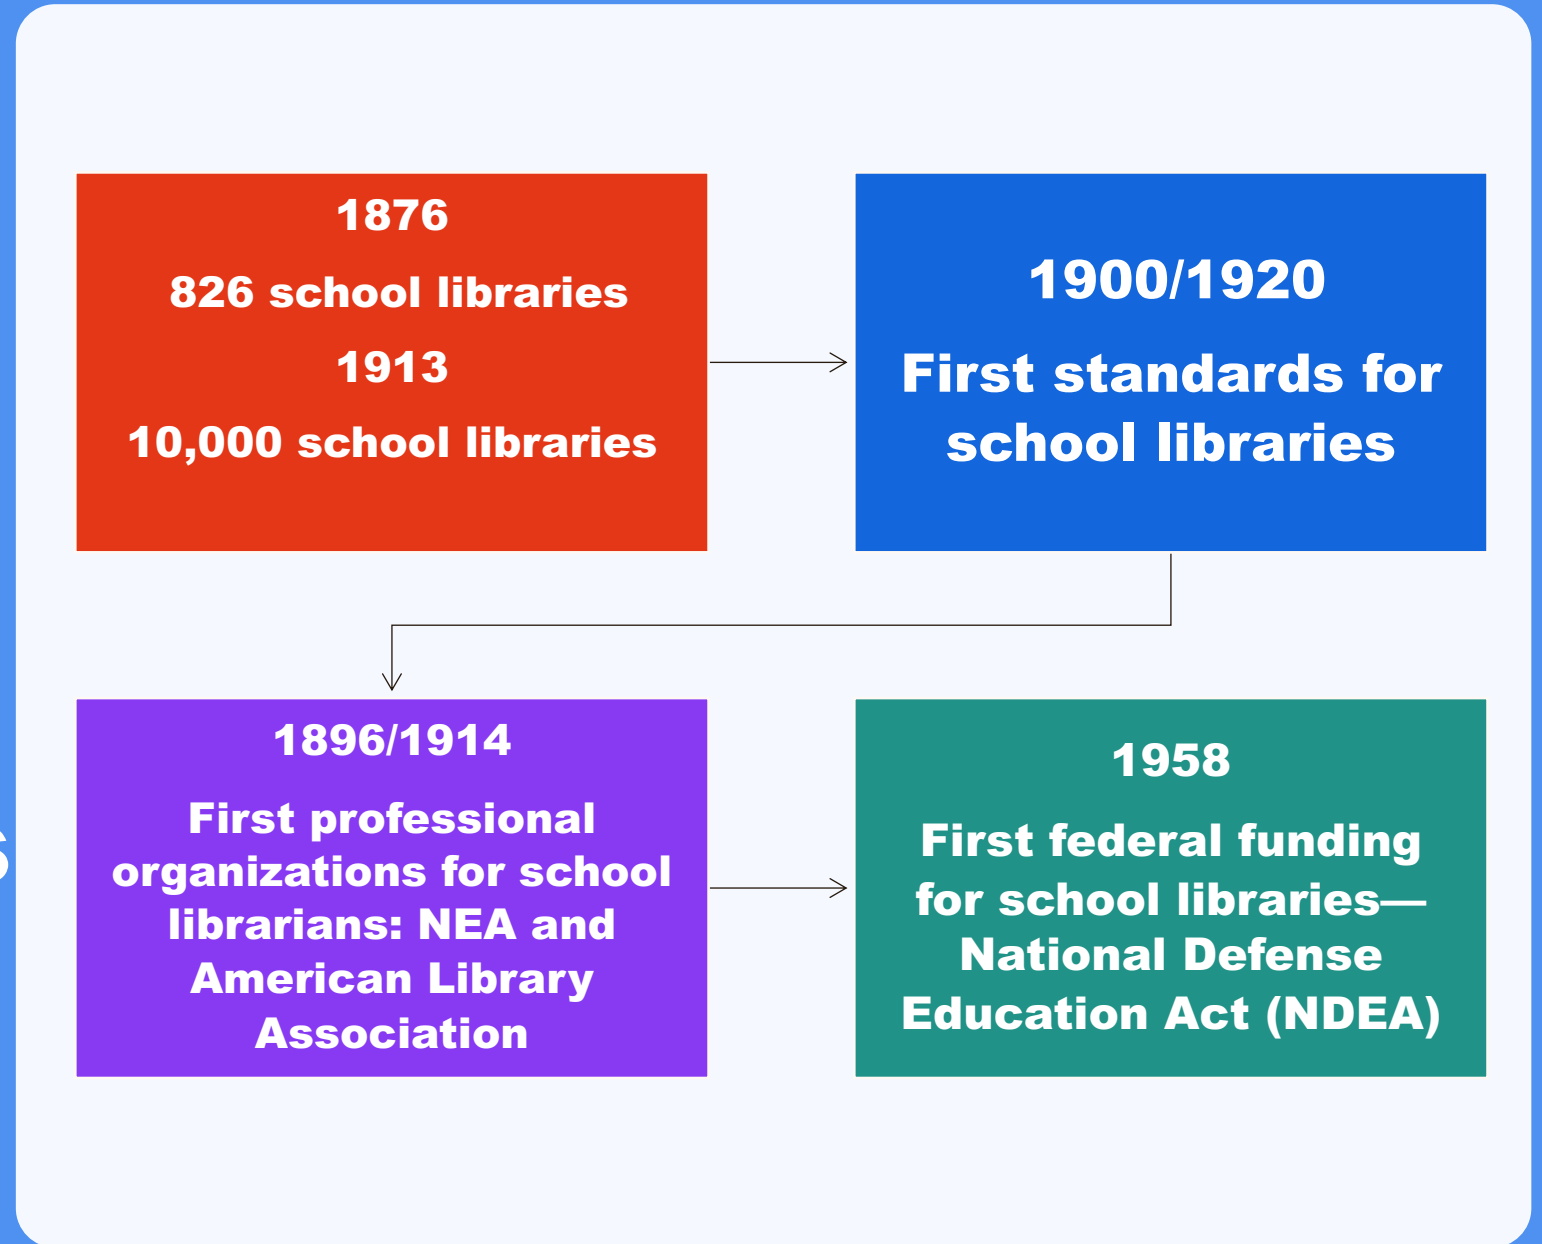 1876
826 school libraries
1913
10,000 school libraries
1900/1920
First standards for
school libraries
1896/1914
First professional
organizations for school
librarians: NEA and
American Library
Association
1958
First federal funding
for school libraries—
National Defense
Education Act (NDEA)